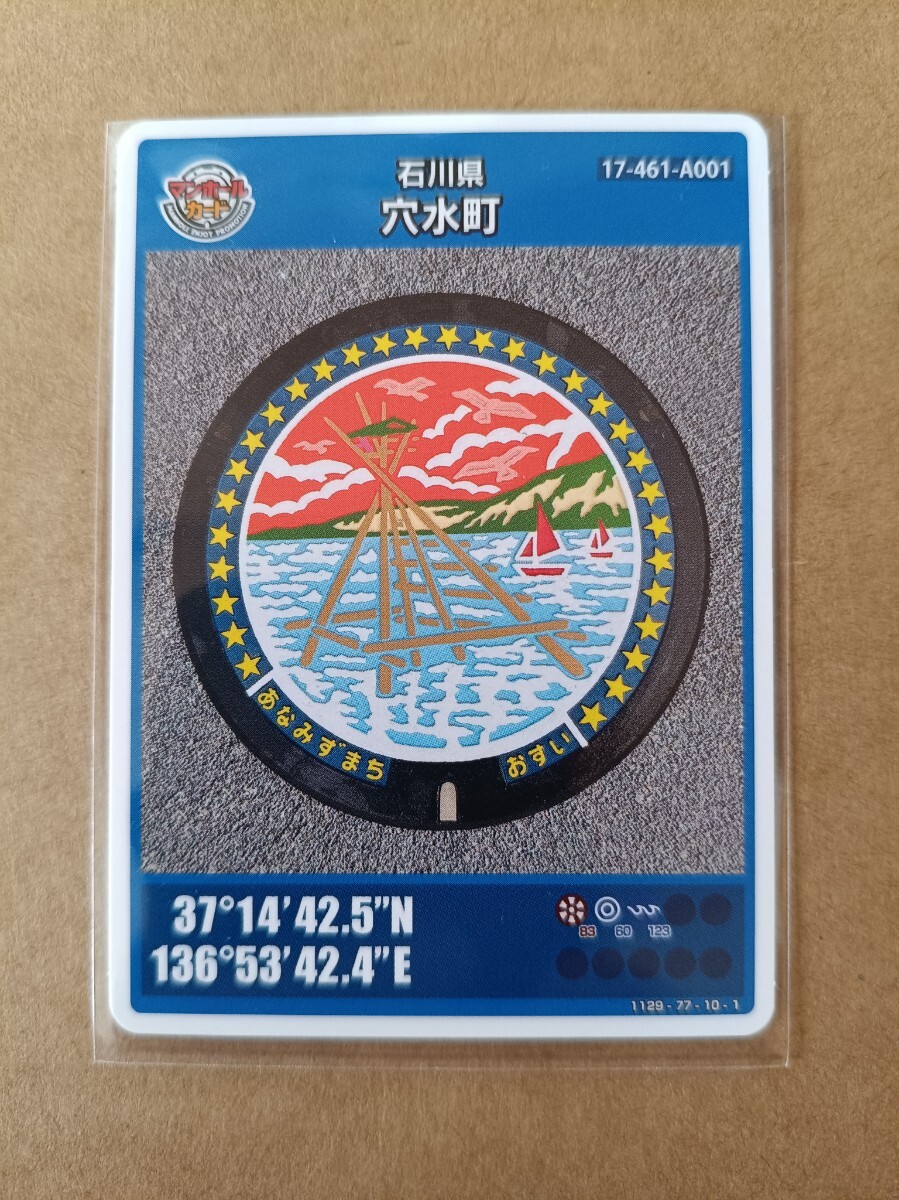 マンホール
カード
石川県
穴水町
17-461-A001
あなみずまち
おすい
37°14'42.5"N
136°53'42.4"E
83 60 123
1129-77-10-1